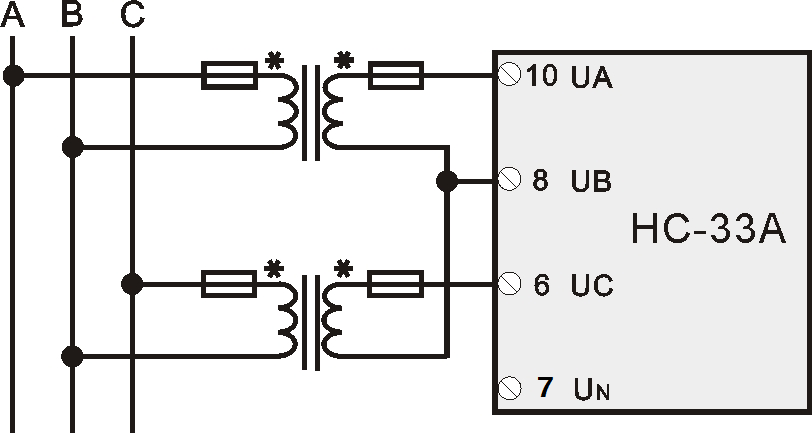 A B C
* *
10 UA
8 UB
HC-33A
* *
6 UC
7 UN